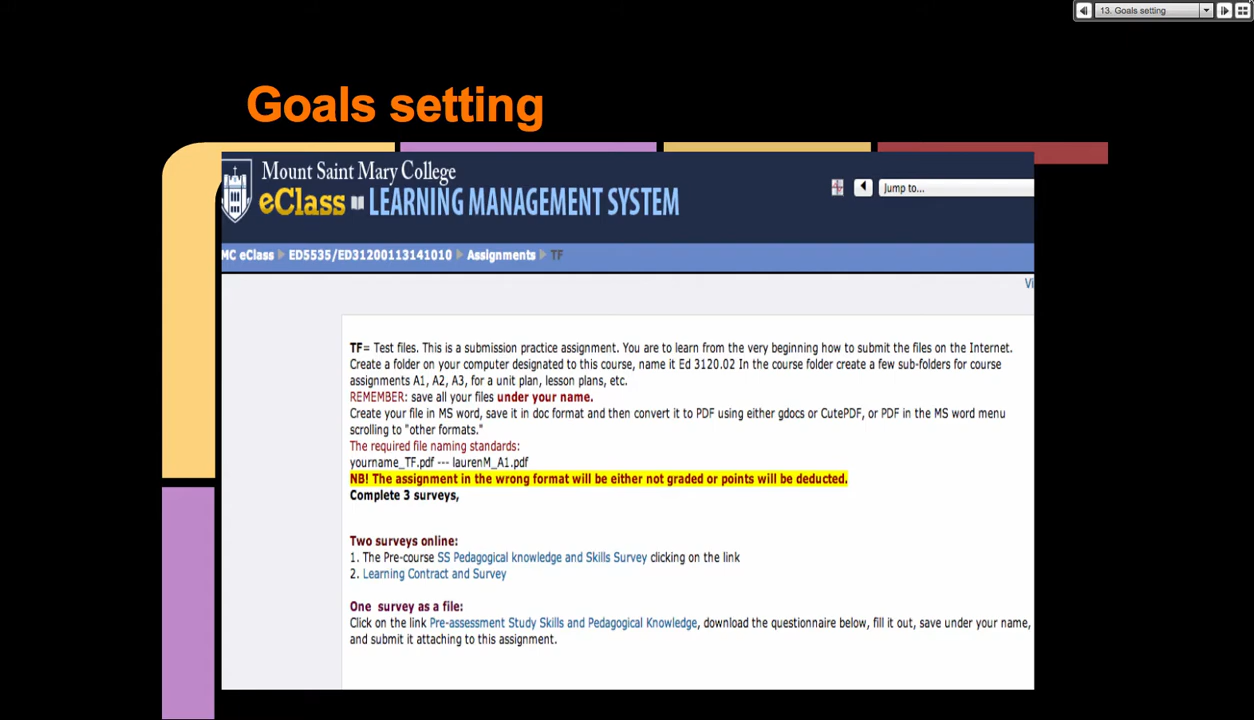 13. Goals setting
Goals setting
Mount Saint Mary College
eClass LEARNING MANAGEMENT SYSTEM
Jump to...
MC eClass ED5535/ED31200113141010 Assignments TF
Vi
TF= Test files. This is a submission practice assignment. You are to learn from the very beginning how to submit the files on the Internet.
Create a folder on your computer designated to this course, name it Ed 3120.02 In the course folder create a few sub-folders for course
assignments A1, A2, A3, for a unit plan, lesson plans, etc.
REMEMBER: save all your files under your name.
Create your file in MS word, save it in doc format and then convert it to PDF using either gdocs or CutePDF, or PDF in the MS word menu
scrolling to "other formats."
The required file naming standards:
yourname_TF.pdf --- laurenM_A1.pdf
NB! The assignment in the wrong format will be either not graded or points will be deducted.
Complete 3 surveys,
Two surveys online:
1. The Pre-course SS Pedagogical knowledge and Skills Survey clicking on the link
2. Learning Contract and Survey
One survey as a file:
Click on the link Pre-assessment Study Skills and Pedagogical Knowledge, download the questionnaire below, fill it out, save under your name,
and submit it attaching to this assignment.